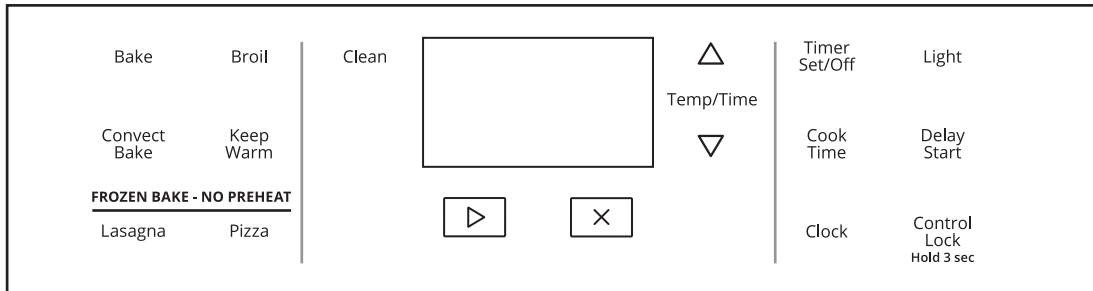 Bake
Broil
Convect
Bake
Keep
Warm
FROZEN BAKE - NO PREHEAT
Lasagna
Pizza
Clean
Temp/Time
Timer
Set/Off
Light
Cook
Time
Delay
Start
Clock
Control
Lock
Hold 3 sec